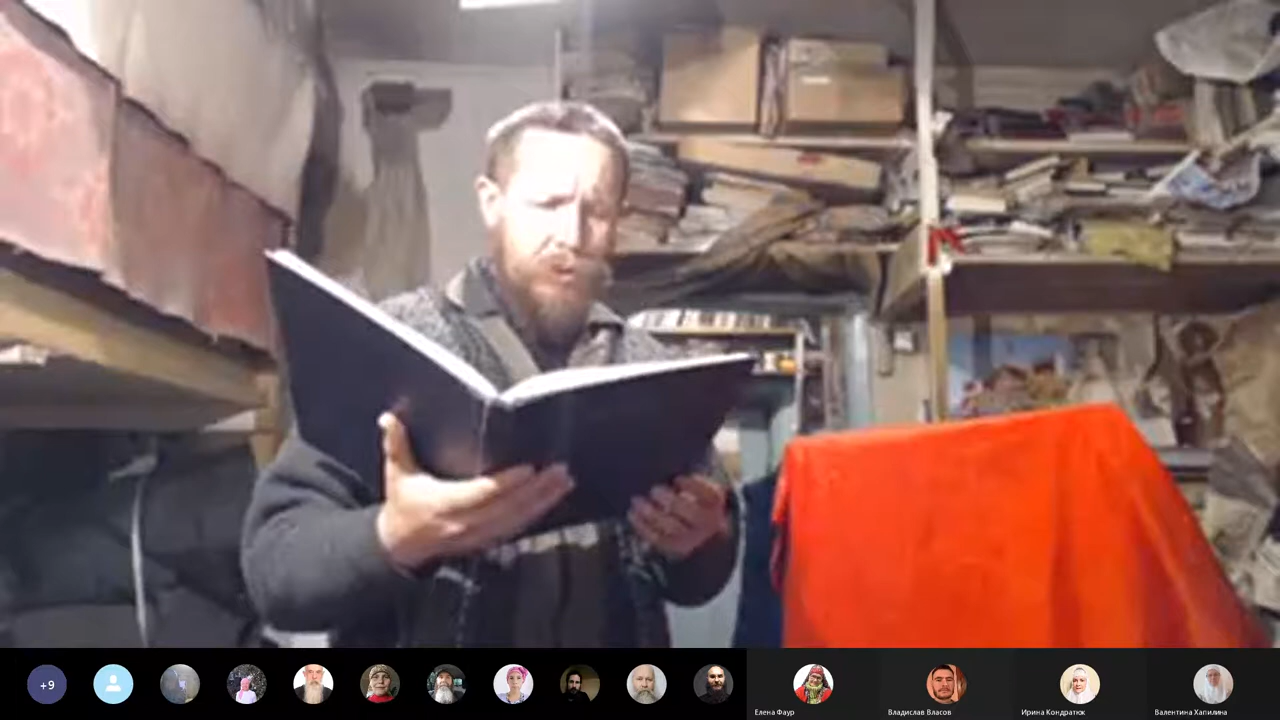 +9
Елена Фаур
Владислав Власов
Ирина Кондратюк
Валентина Хапилина